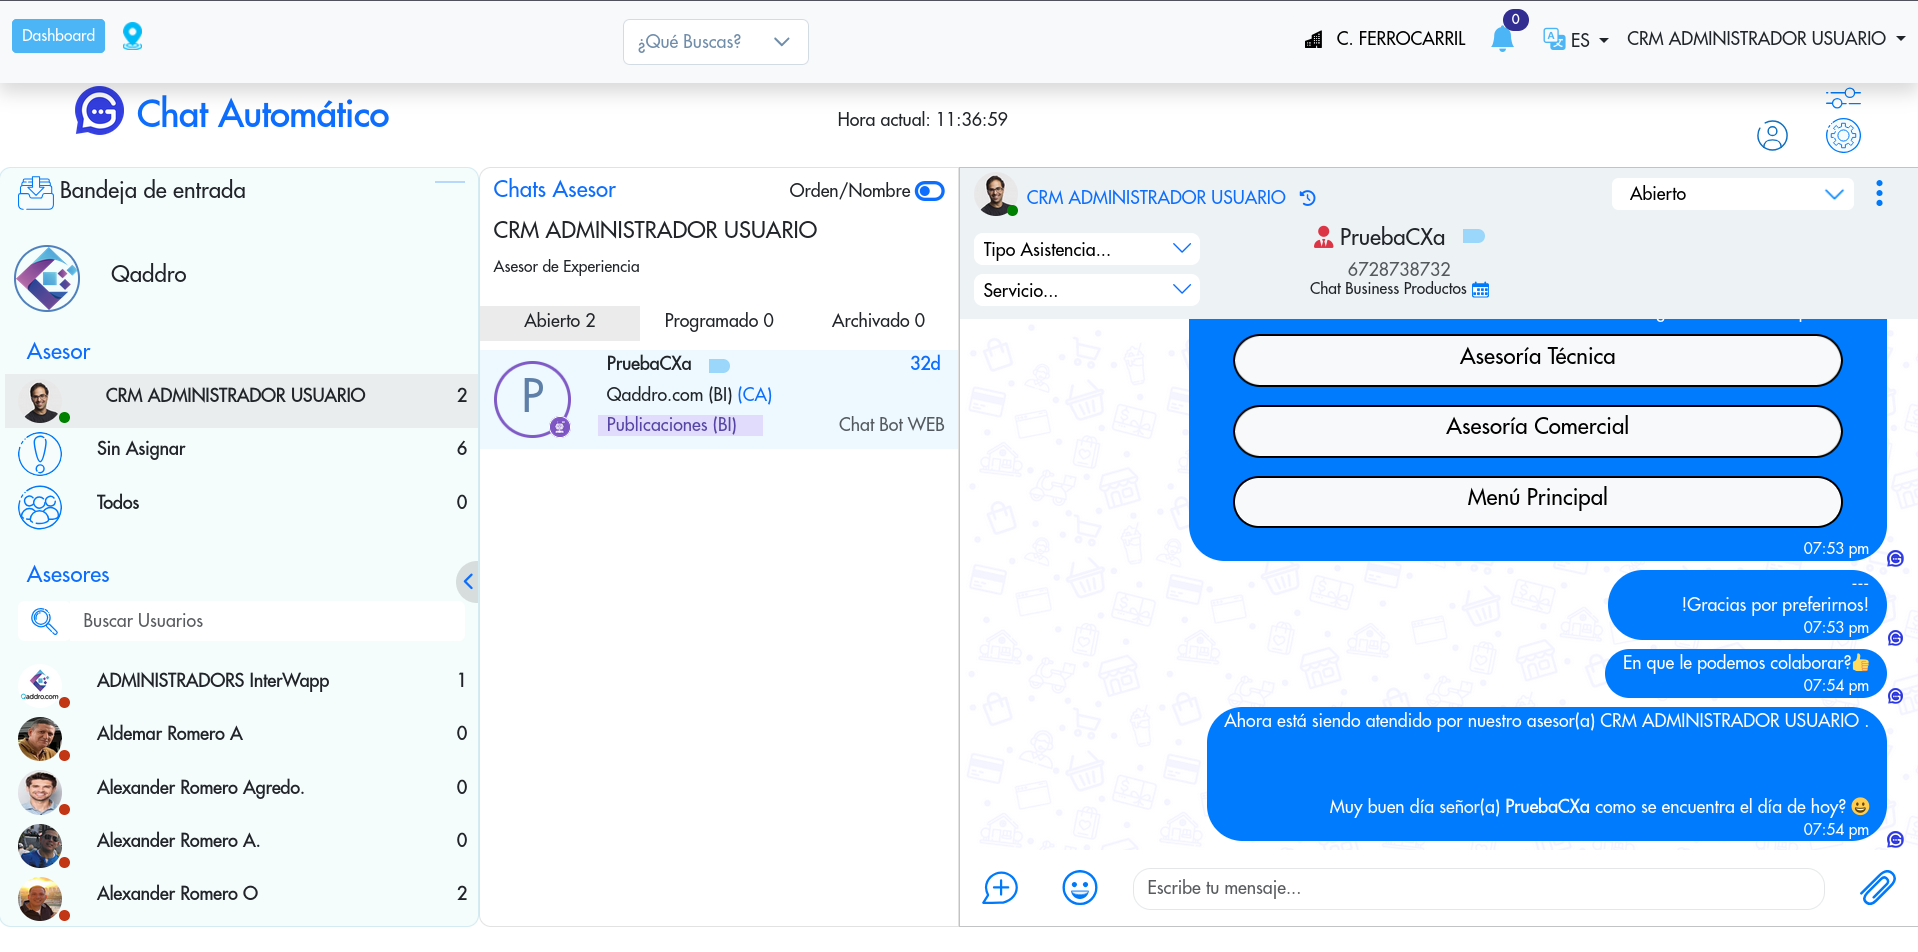 Dashboard
¿Qué Buscas?
C. FERROCARRIL
0
ES
CRM ADMINISTRADOR USUARIO
Chat Automático
Hora actual: 11:36:59
Bandeja de entrada
Qaddro
Asesor
CRM ADMINISTRADOR USUARIO 2
Sin Asignar 6
Todos 0
Asesores
Buscar Usuarios
Qaddro.com
ADMINISTRADORS InterWapp 1
Aldemar Romero A 0
Alexander Romero Agredo. 0
Alexander Romero A. 0
Alexander Romero O 2
Chats Asesor
Orden/Nombre
CRM ADMINISTRADOR USUARIO
Asesor de Experiencia
Abierto 2 Programado 0 Archivado 0
P
PruebaCXa 32d
Qaddro.com (BI) (CA)
Publicaciones (BI) Chat Bot WEB
CRM ADMINISTRADOR USUARIO
Abierto
Tipo Asistencia...
Servicio...
PruebaCXa
6728738732
Chat Business Productos
Asesoría Técnica
Asesoría Comercial
Menú Principal
07:53 pm
---
!Gracias por preferirnos!
07:53 pm
En que le podemos colaborar?👍
07:54 pm
Ahora está siendo atendido por nuestro asesor(a) CRM ADMINISTRADOR USUARIO .
Muy buen día señor(a) PruebaCXa como se encuentra el día de hoy? 😀
07:54 pm
Escribe tu mensaje...